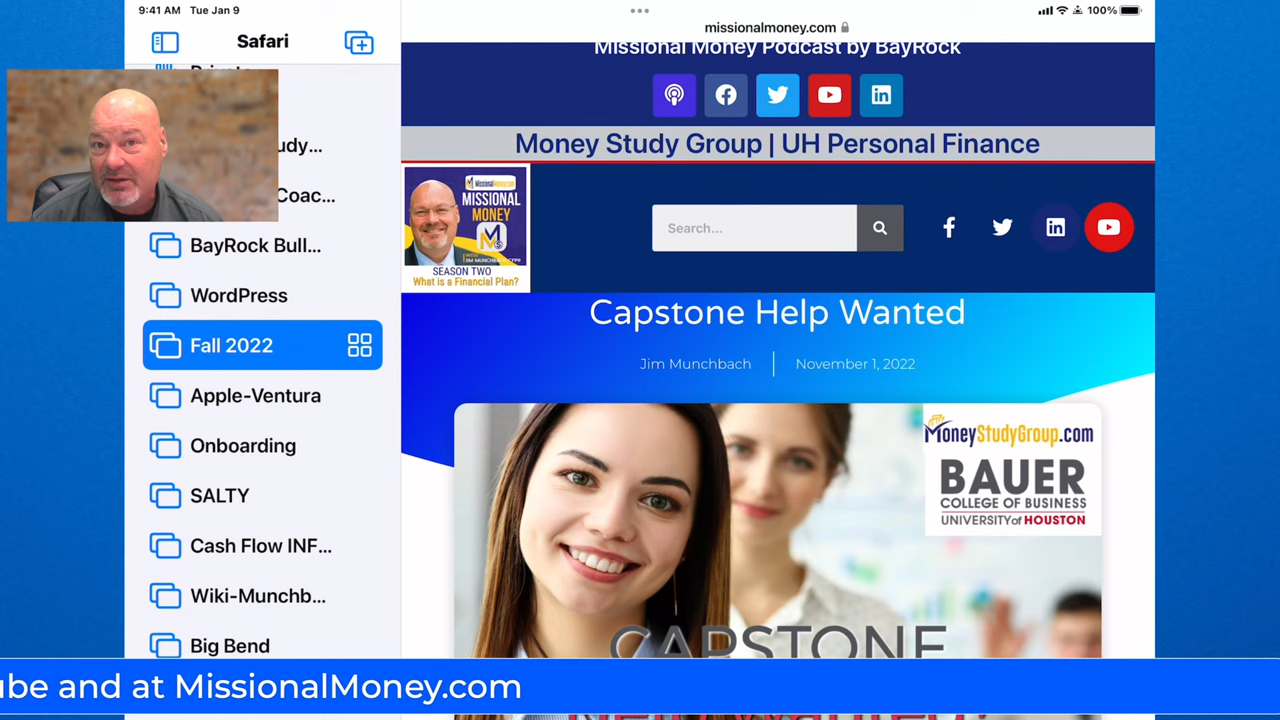 9:41 AM Tue Jan 9
100%
Safari
missionalmoney.com
Missional Money Podcast by BayRock
Money Study Group | UH Personal Finance
MissionalMoney.com
MISSIONAL
MONEY
SEASON TWO
What is a Financial Plan?
Search...
Private
udy...
Coac...
BayRock Bull...
WordPress
Fall 2022
Apple-Ventura
Onboarding
SALTY
Cash Flow INF...
Wiki-Munchb...
Big Bend
Capstone Help Wanted
Jim Munchbach
November 1, 2022
MoneyStudyGroup.com
BAUER
COLLEGE OF BUSINESS
UNIVERSITY of HOUSTON
CAPSTONE
ube and at MissionalMoney.com